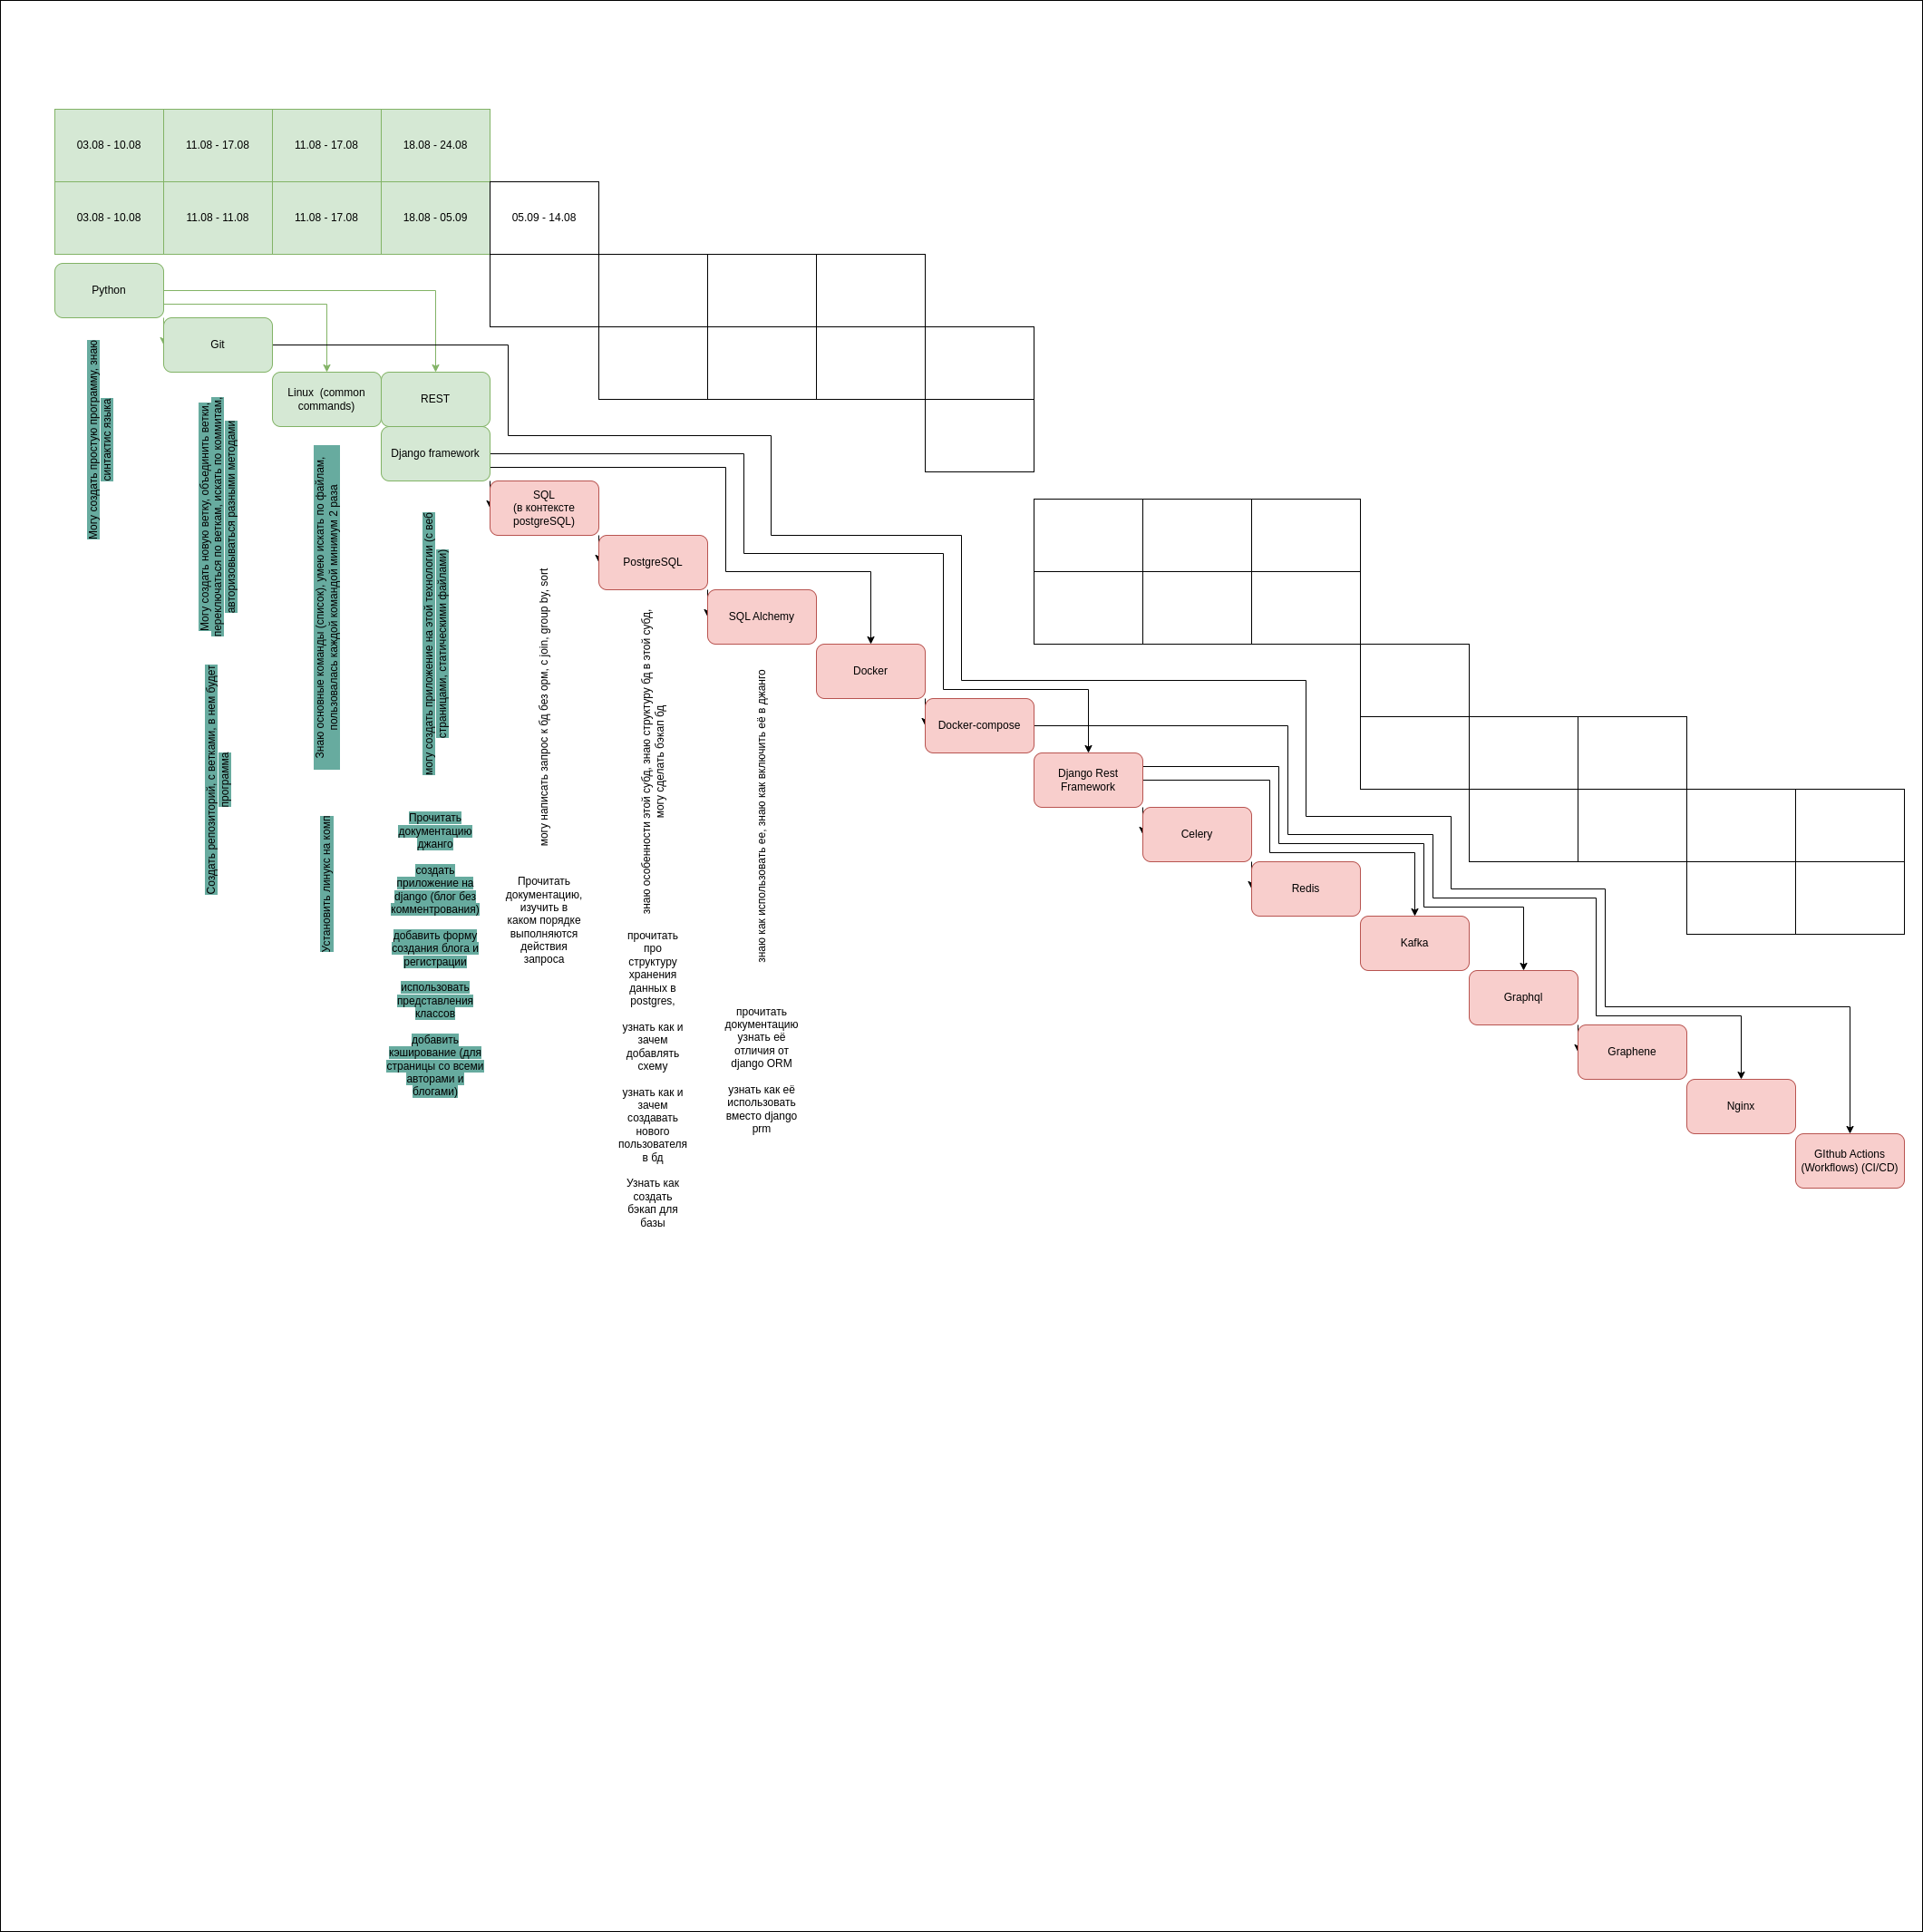 03.08 - 10.08
11.08 - 17.08
11.08 - 17.08
18.08 - 24.08
03.08 - 10.08
11.08 - 11.08
11.08 - 17.08
18.08 - 05.09
05.09 - 14.08
Python
Git
Linux (common
commands)
REST
Django framework
SQL
(в контексте
postgreSQL)
PostgreSQL
SQL Alchemy
Docker
Docker-compose
Django Rest
Framework
Celery
Redis
Kafka
Graphql
Graphene
Nginx
GIthub Actions
(Workflows) (CI/CD)
Могу создать простую программу, знаю
синтактис языка
Могу создать новую ветку, объединить ветки,
переключаться по веткам, искать по коммитам,
авторизовываться разными методами
Создать репозиторий, с ветками, в нем будет
программа
Знаю основные команды (список), умею искать по файлам,
пользовалась каждой командой минимум 2 раза
Установить линукс на комп
могу создать приложение на этой технологии (с веб
страницами, статическими файлами)
Прочитать
документацию
джанго
создать
приложение на
django (блог без
комментрования)
добавить форму
создания блога и
регистрации
использовать
представления
классов
добавить
кэширование (для
страницы со всеми
авторами и
блогами)
могу написать запрос к бд без орм, с join, group by, sort
Прочитать
документацию,
изучить в
каком порядке
выполняются
действия
запроса
знаю особенности этой субд, знаю структуру бд в этой субд,
могу сделать бэкап бд
прочитать
про
структуру
хранения
данных в
postgres,
узнать как и
зачем
добавлять
схему
узнать как и
зачем
создавать
нового
пользователя
в бд
Узнать как
создать
бэкап для
базы
знаю как использовать ее, знаю как включить её в джанго
прочитать
документацию
узнать её
отличия от
django ORM
узнать как её
использовать
вместо django
prm